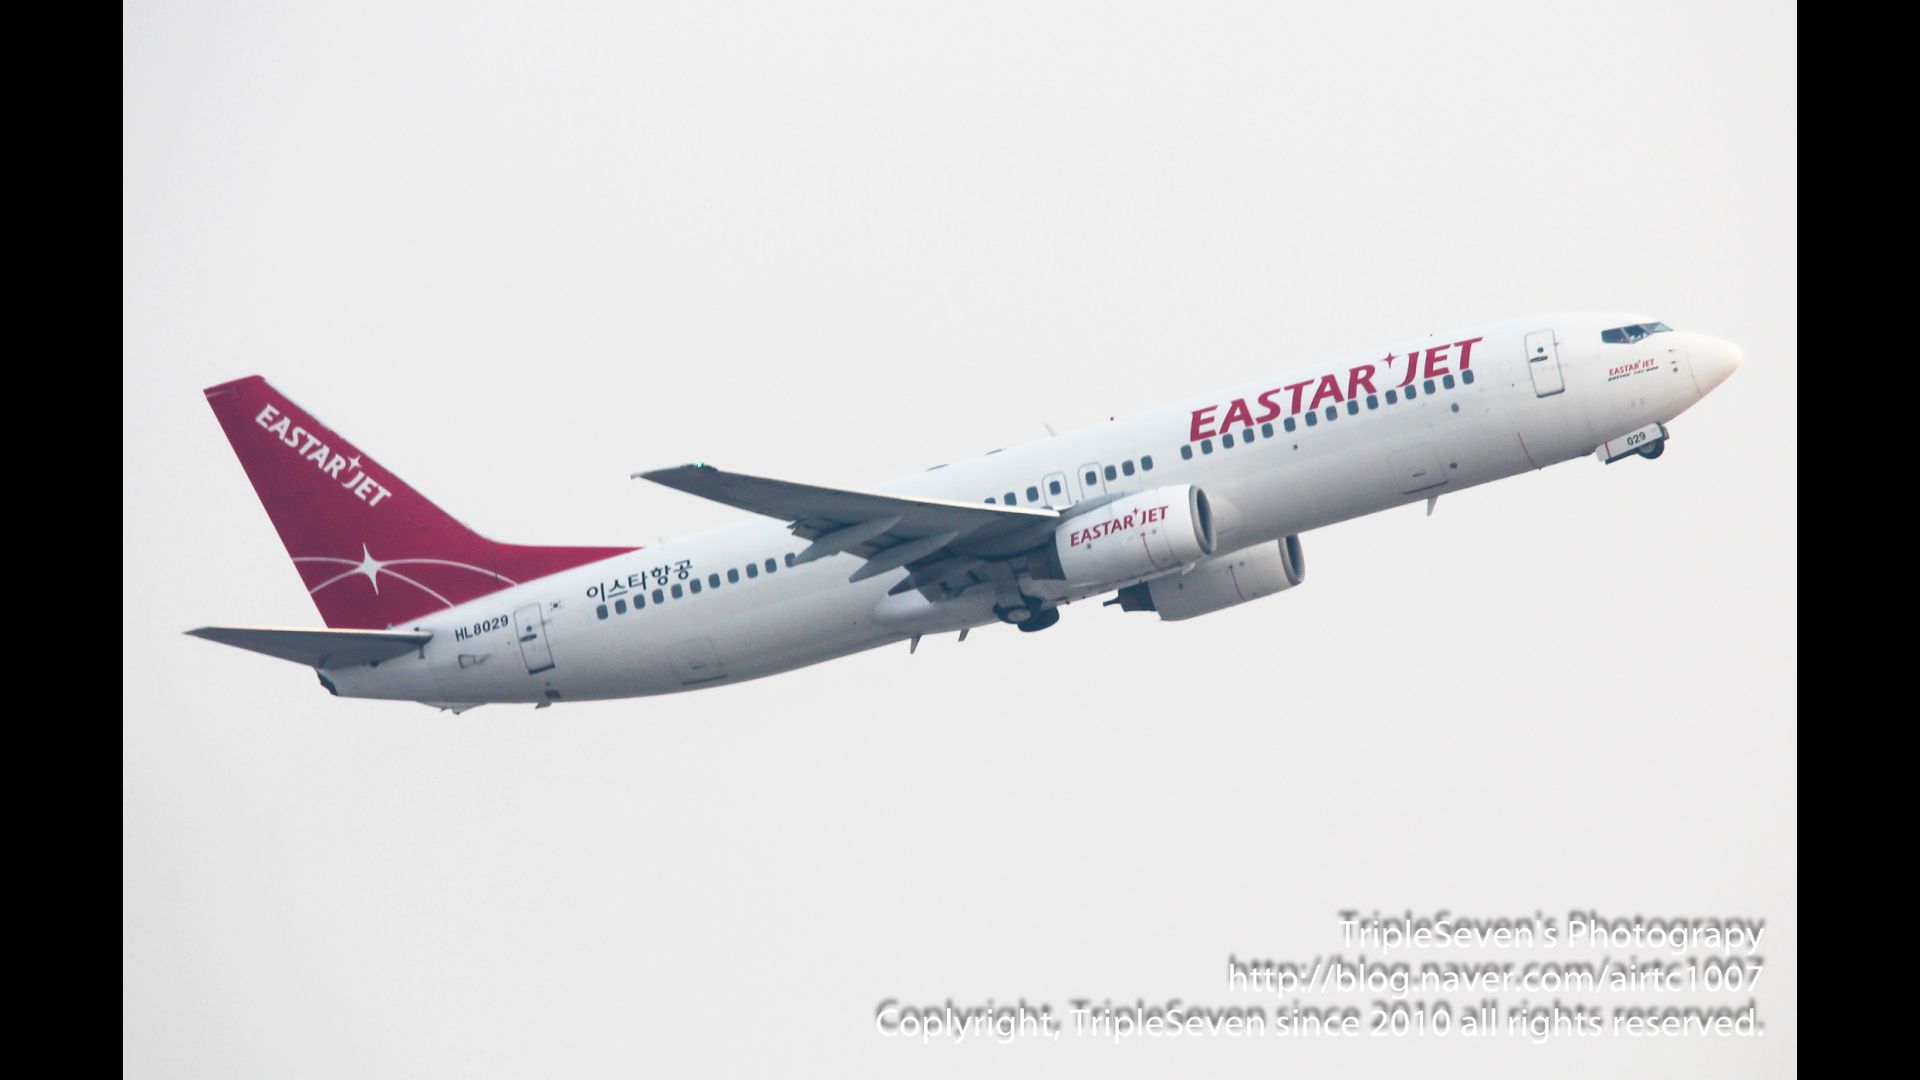 EASTAR JET
EASTAR JET
EASTAR JET
029
EASTAR JET
이스타항공
HL8029
TripleSeven's Photograpy
http://blog.naver.com/airtc1007
Coplyright, TripleSeven since 2010 all rights reserved.